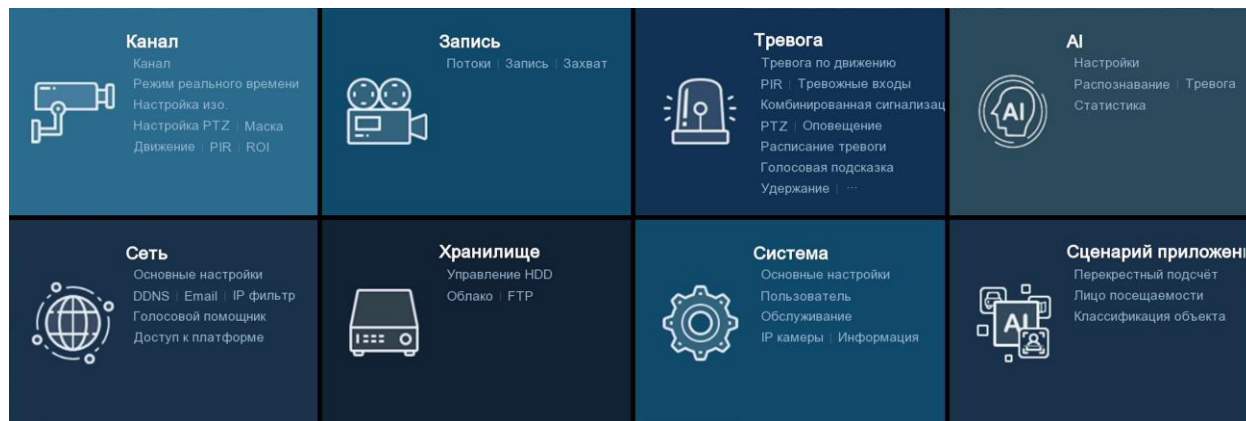 Канал
Канал
Режим реального времени
Настройка изо.
Настройка PTZ | Маска
Движение | PIR | ROI
Запись
Потоки | Запись | Захват
Тревога
Тревога по движению
PIR | Тревожные входы
Комбинированная сигнализац
PTZ | Оповещение
Расписание тревоги
Голосовая подсказка
Удержание | ...
AI
Настройки
Распознавание | Тревога
Статистика
AI
Сеть
Основные настройки
DDNS | Email | IP фильтр
Голосовой помощник
Доступ к платформе
Хранилище
Управление HDD
Облако | FTP
Система
Основные настройки
Пользователь
Обслуживание
IP камеры | Информация
Сценарий приложени
Перекрестный подсчёт
Лицо посещаемости
Классификация объекта
AI